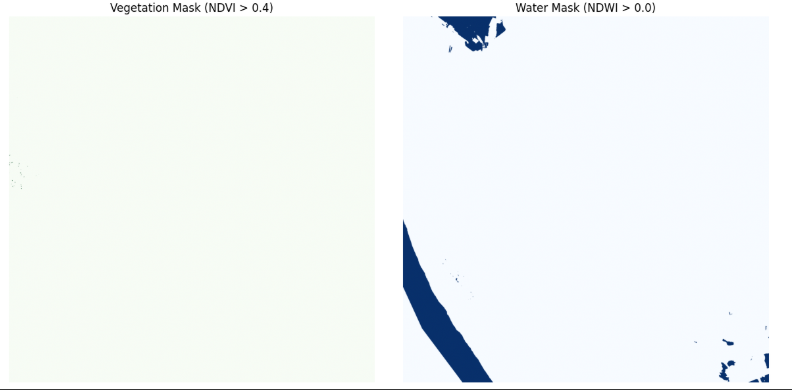 Vegetation Mask (NDVI > 0.4)
Water Mask (NDWI > 0.0)